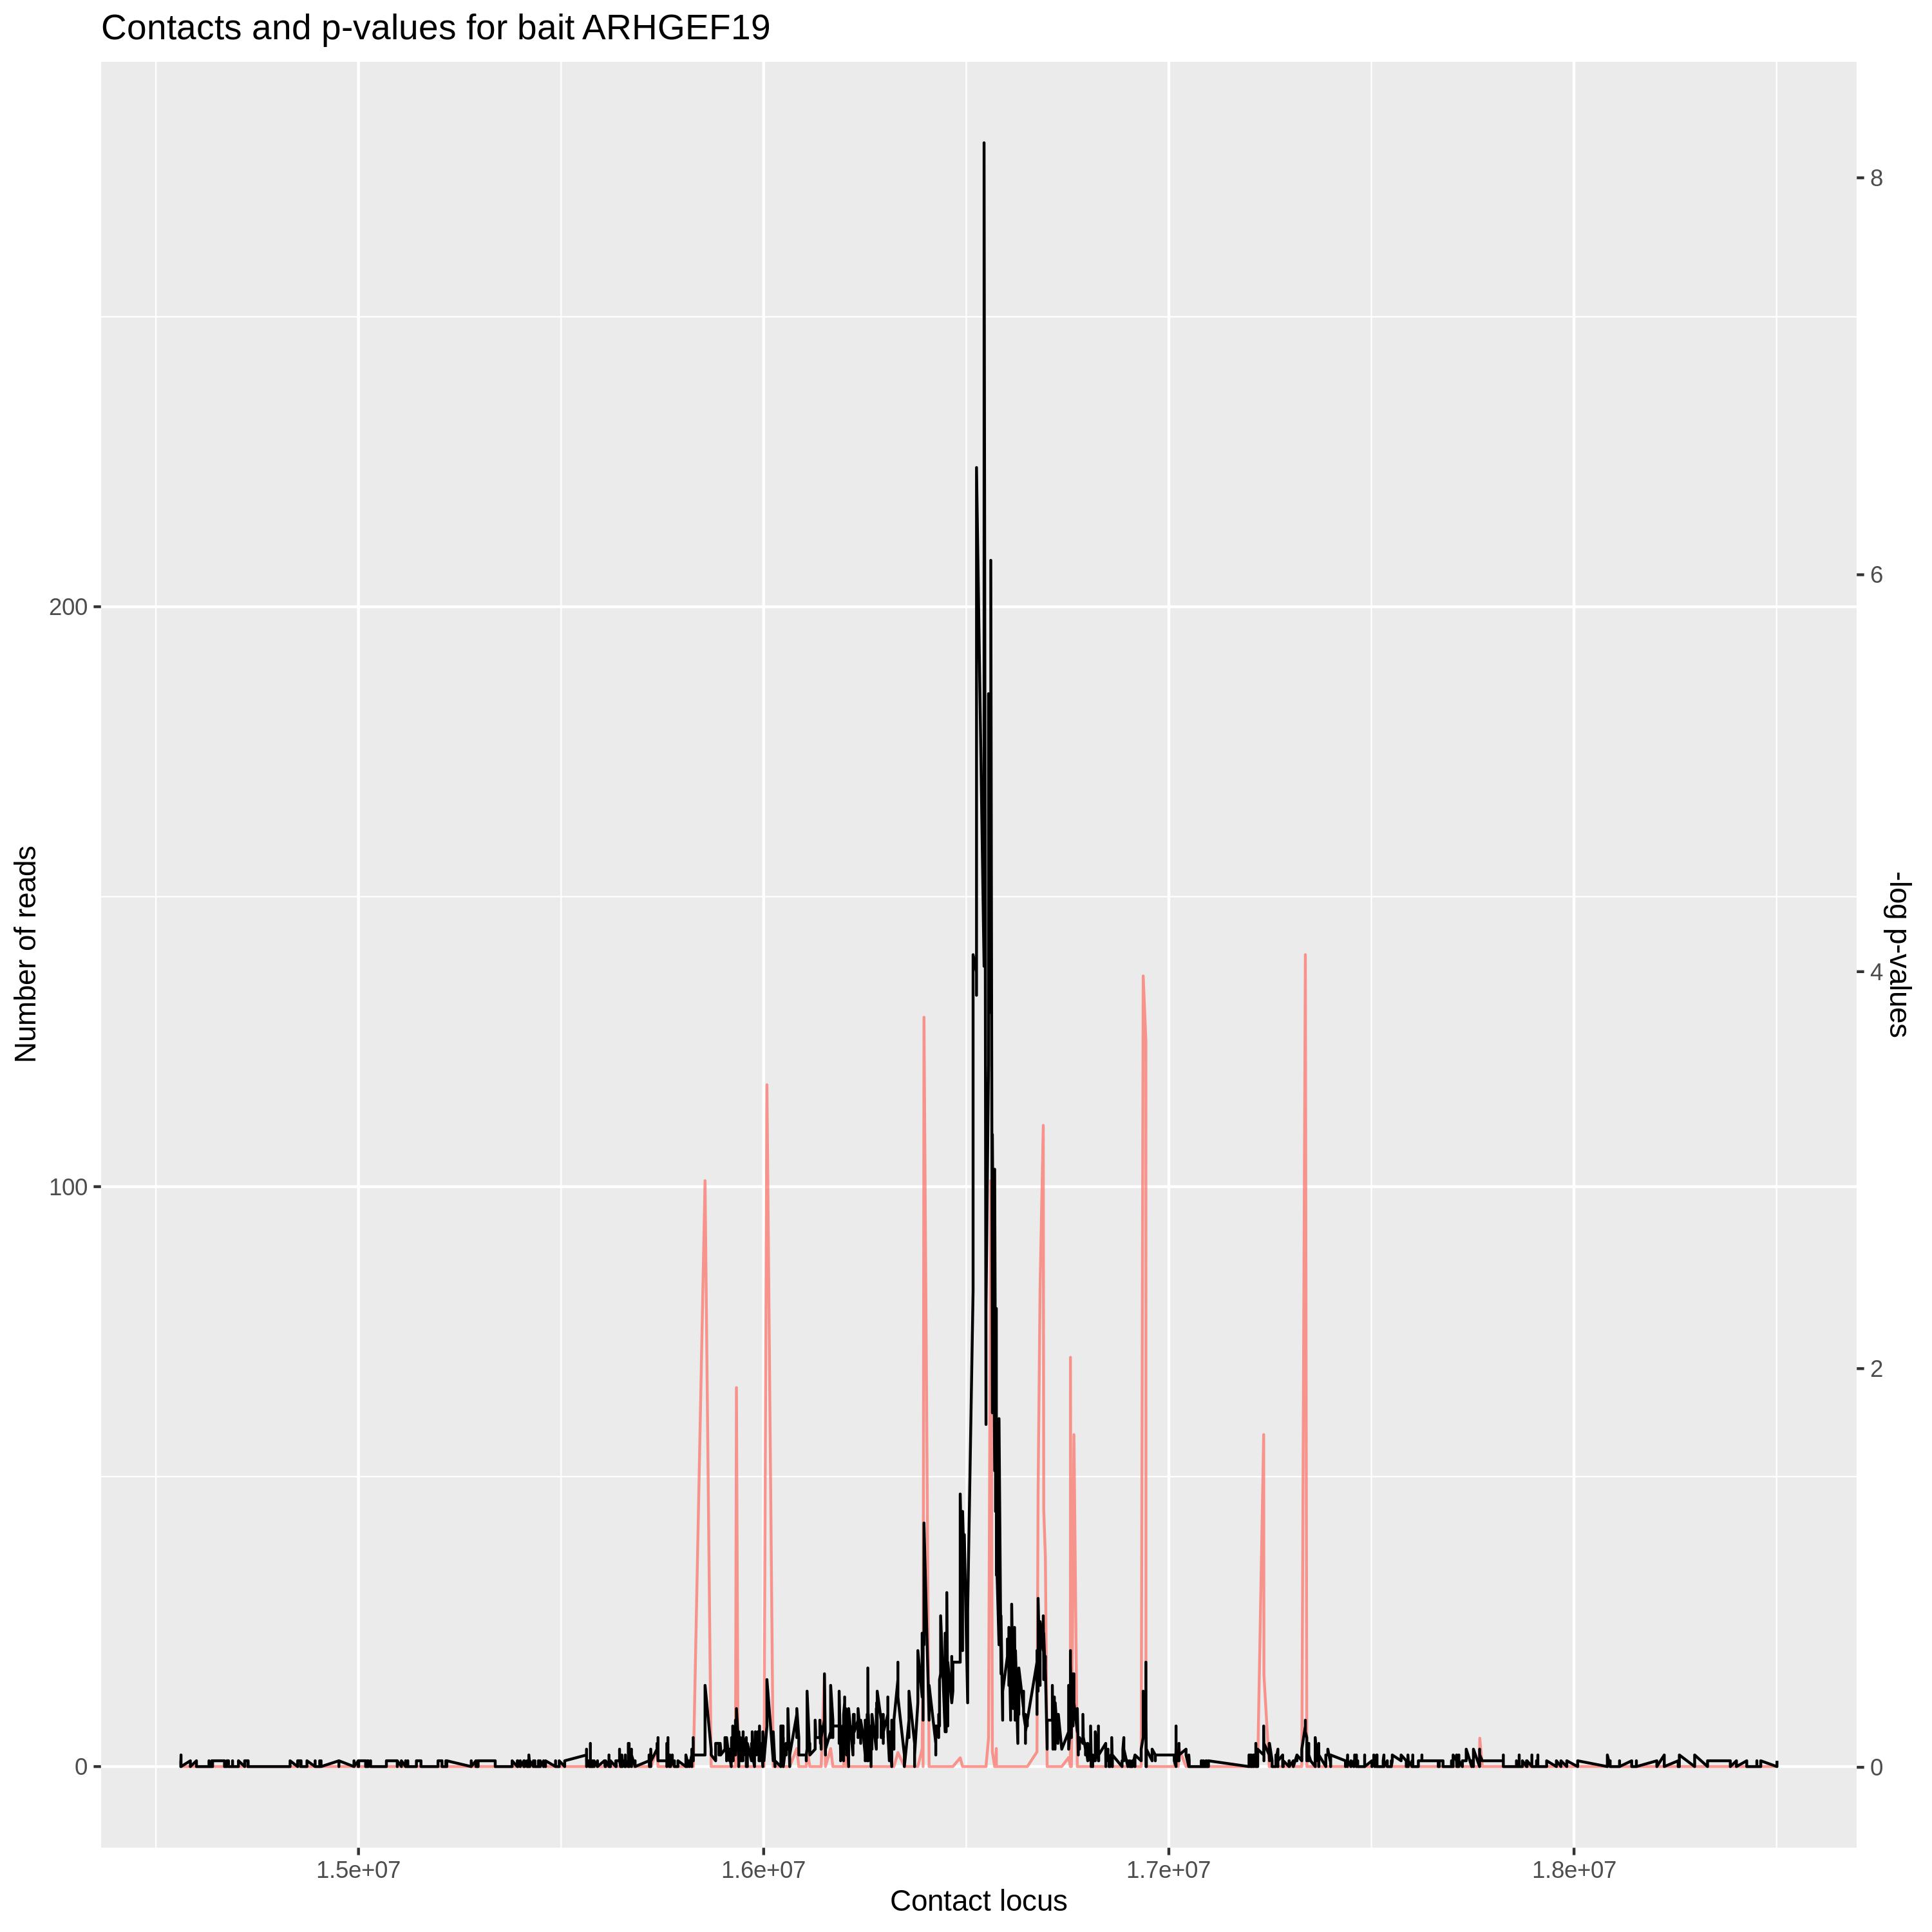 Contacts and p-values for bait ARHGEF19
Number of reads
200
100
0
8
6
4
2
0
-log p-values
1.5e+07 1.6e+07 1.7e+07 1.8e+07
Contact locus